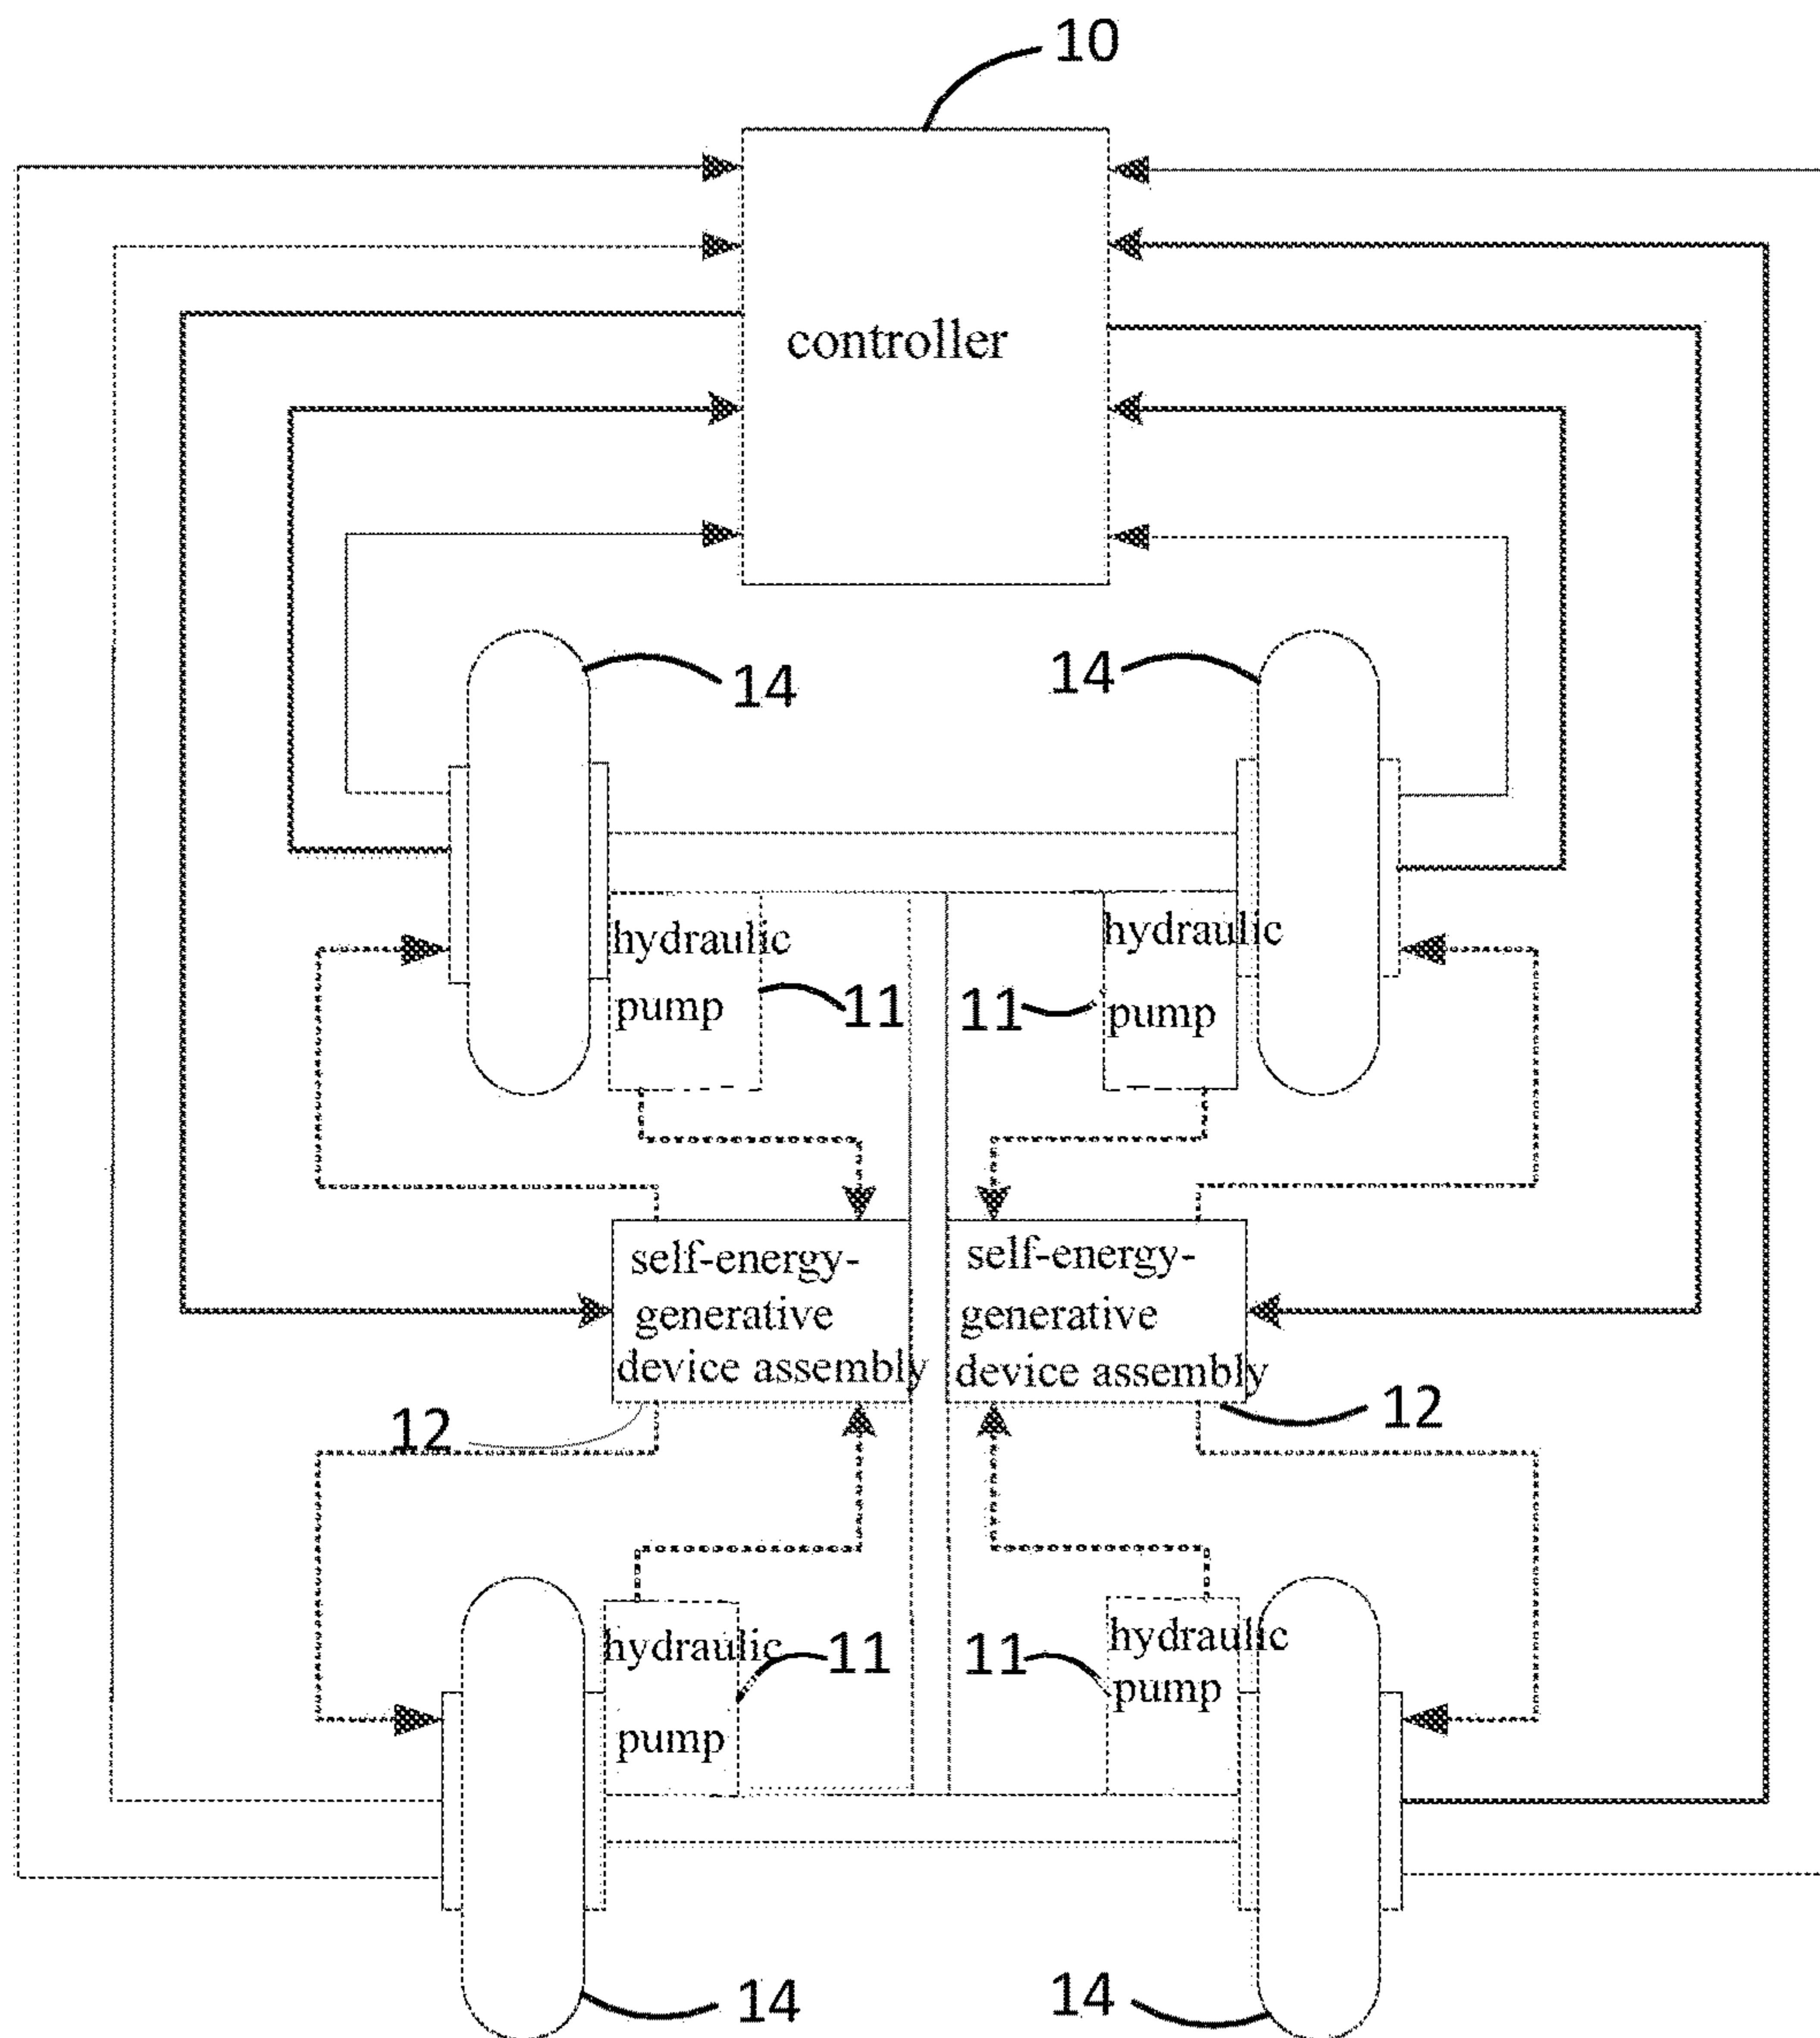 10
controller
14
14
hydraulic
pump
11
11
hydraulic
pump
self-energy-
generative
device assembly
self-energy-
generative
device assembly
12
12
hydraulic
pump
11
11
hydraulic
pump
14
14